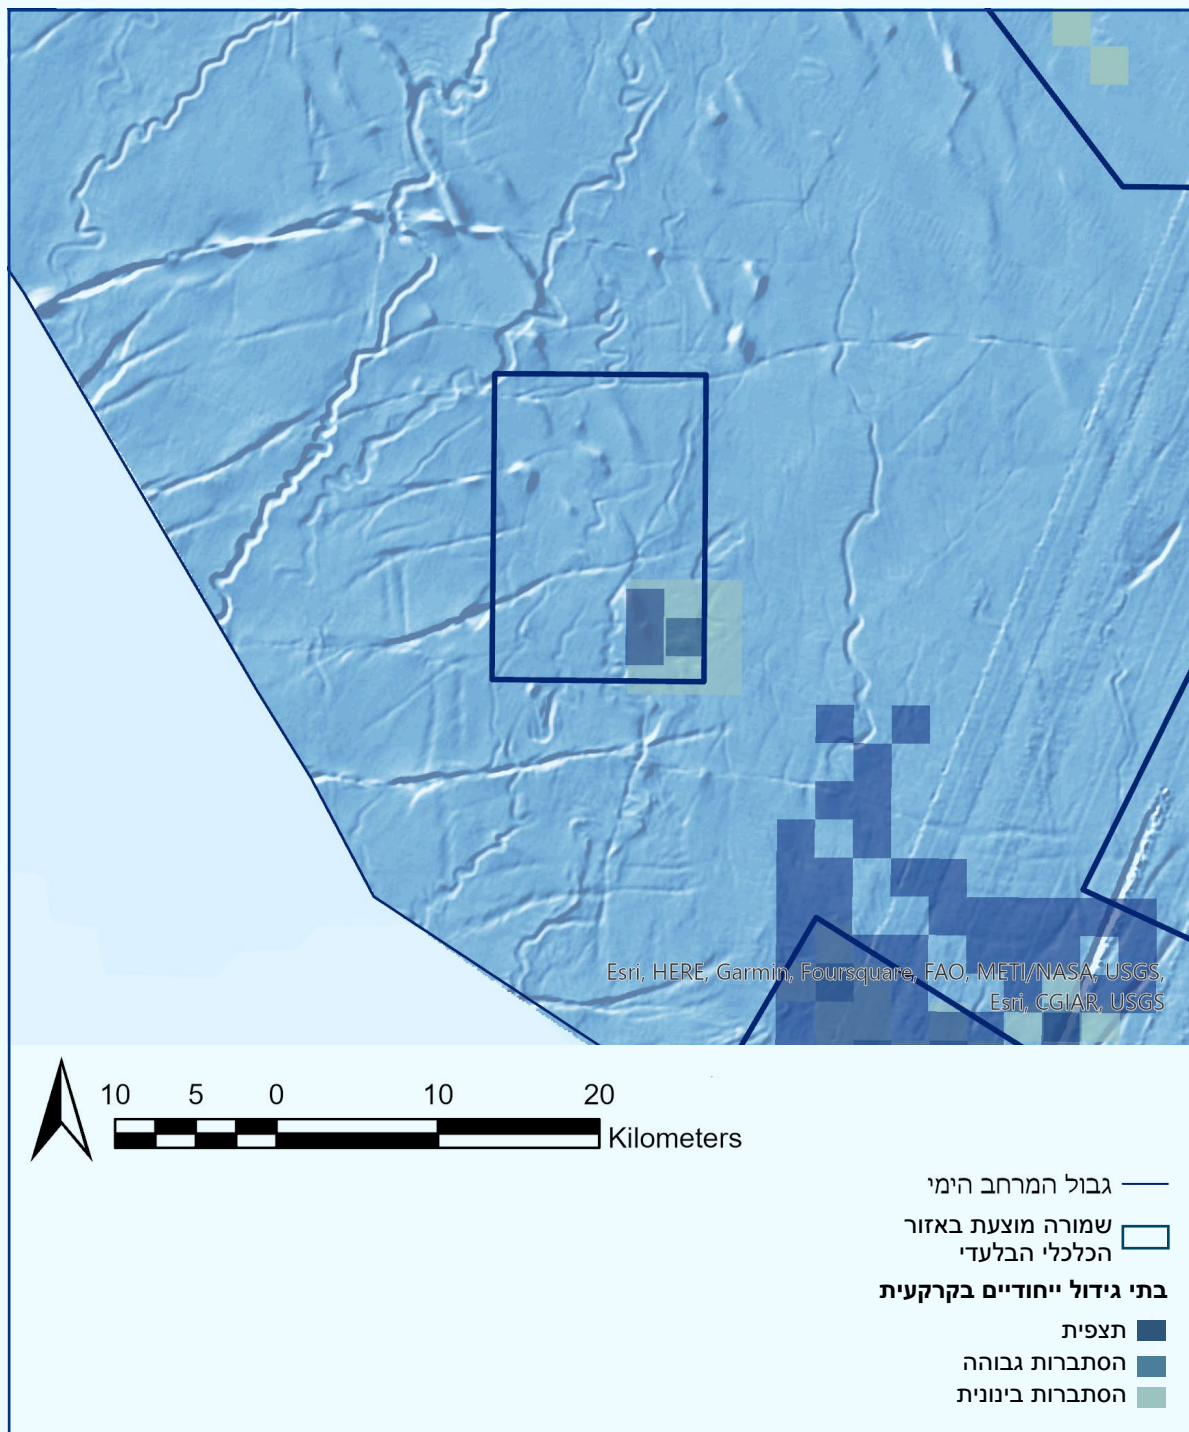 Esri, HERE, Garmin, Foursquare, FAO, METI/NASA, USGS,
Esri, CGIAR, USGS
10 5 0 10 20
Kilometers
גבול המרחב הימי
שמורה מוצעת באזור
הכלכלי הבלעדי
בתי גידול ייחודיים בקרקעית
תצפית
הסתברות גבוהה
הסתברות בינונית